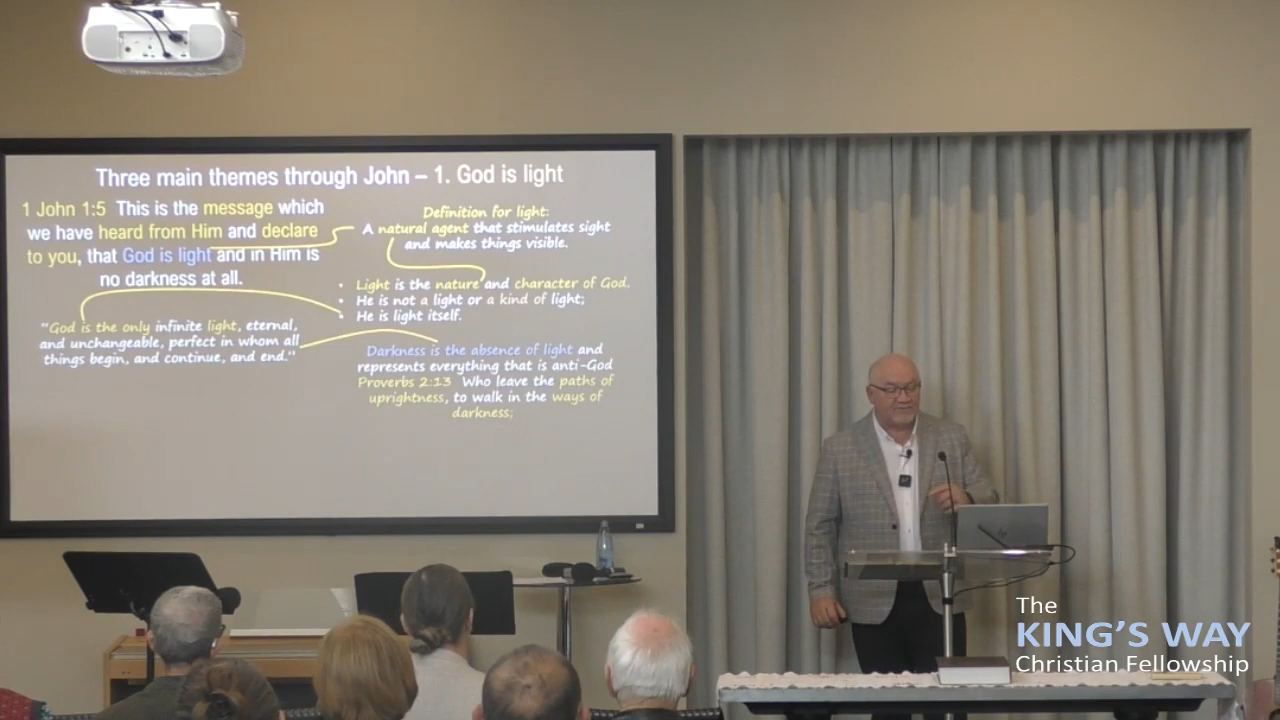 Three main themes through John – 1. God is light
1 John 1:5 This is the message which
we have heard from Him and declare
to you, that God is light and in Him is
no darkness at all.
"God is the only infinite light, eternal,
and unchangeable, perfect in whom all
things begin, and continue, and end."
Definition for light:
A natural agent that stimulates sight
and makes things visible.
• Light is the nature and character of God.
• He is not a light or a kind of light;
• He is light itself.
Darkness is the absence of light and
represents everything that is anti-God
Proverbs 2:13 Who leave the paths of
uprightness, to walk in the ways of
darkness;
The
KING'S WAY
Christian Fellowship